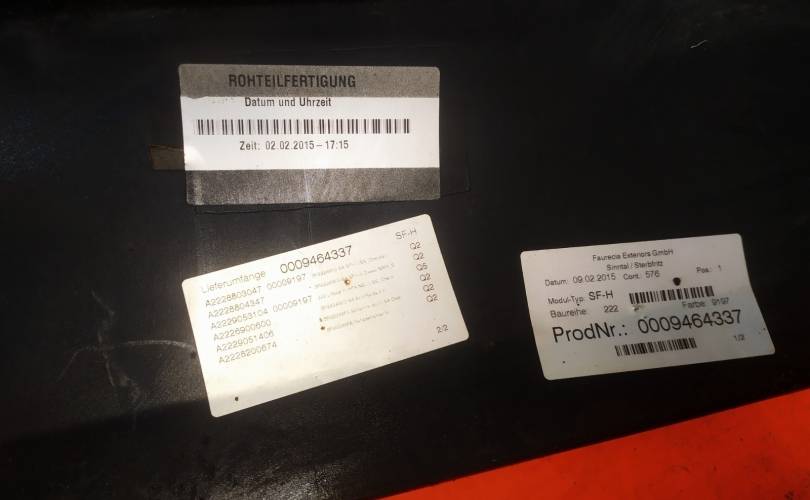 ROHTEILFERTIGUNG
Datum und Uhrzeit
Zeit: 02.02.2015 – 17:15
Lieferumfänge 0009464337 SF-H
A2228803047 00009197 Q2
A2228804347 Q2
A2229053104 00009197 Q5
A2226900600 Q2
A2229051406 Q2
A2228200674
2/2
Faurecia Exteriors GmbH
Sinntal / Sterbfritz
Datum: 09.02.2015 Cont.: 576 Pos.: 1
Modul-Typ: SF-H
Baureihe: 222 Farbe: 9197
ProdNr.: 0009464337
1/2